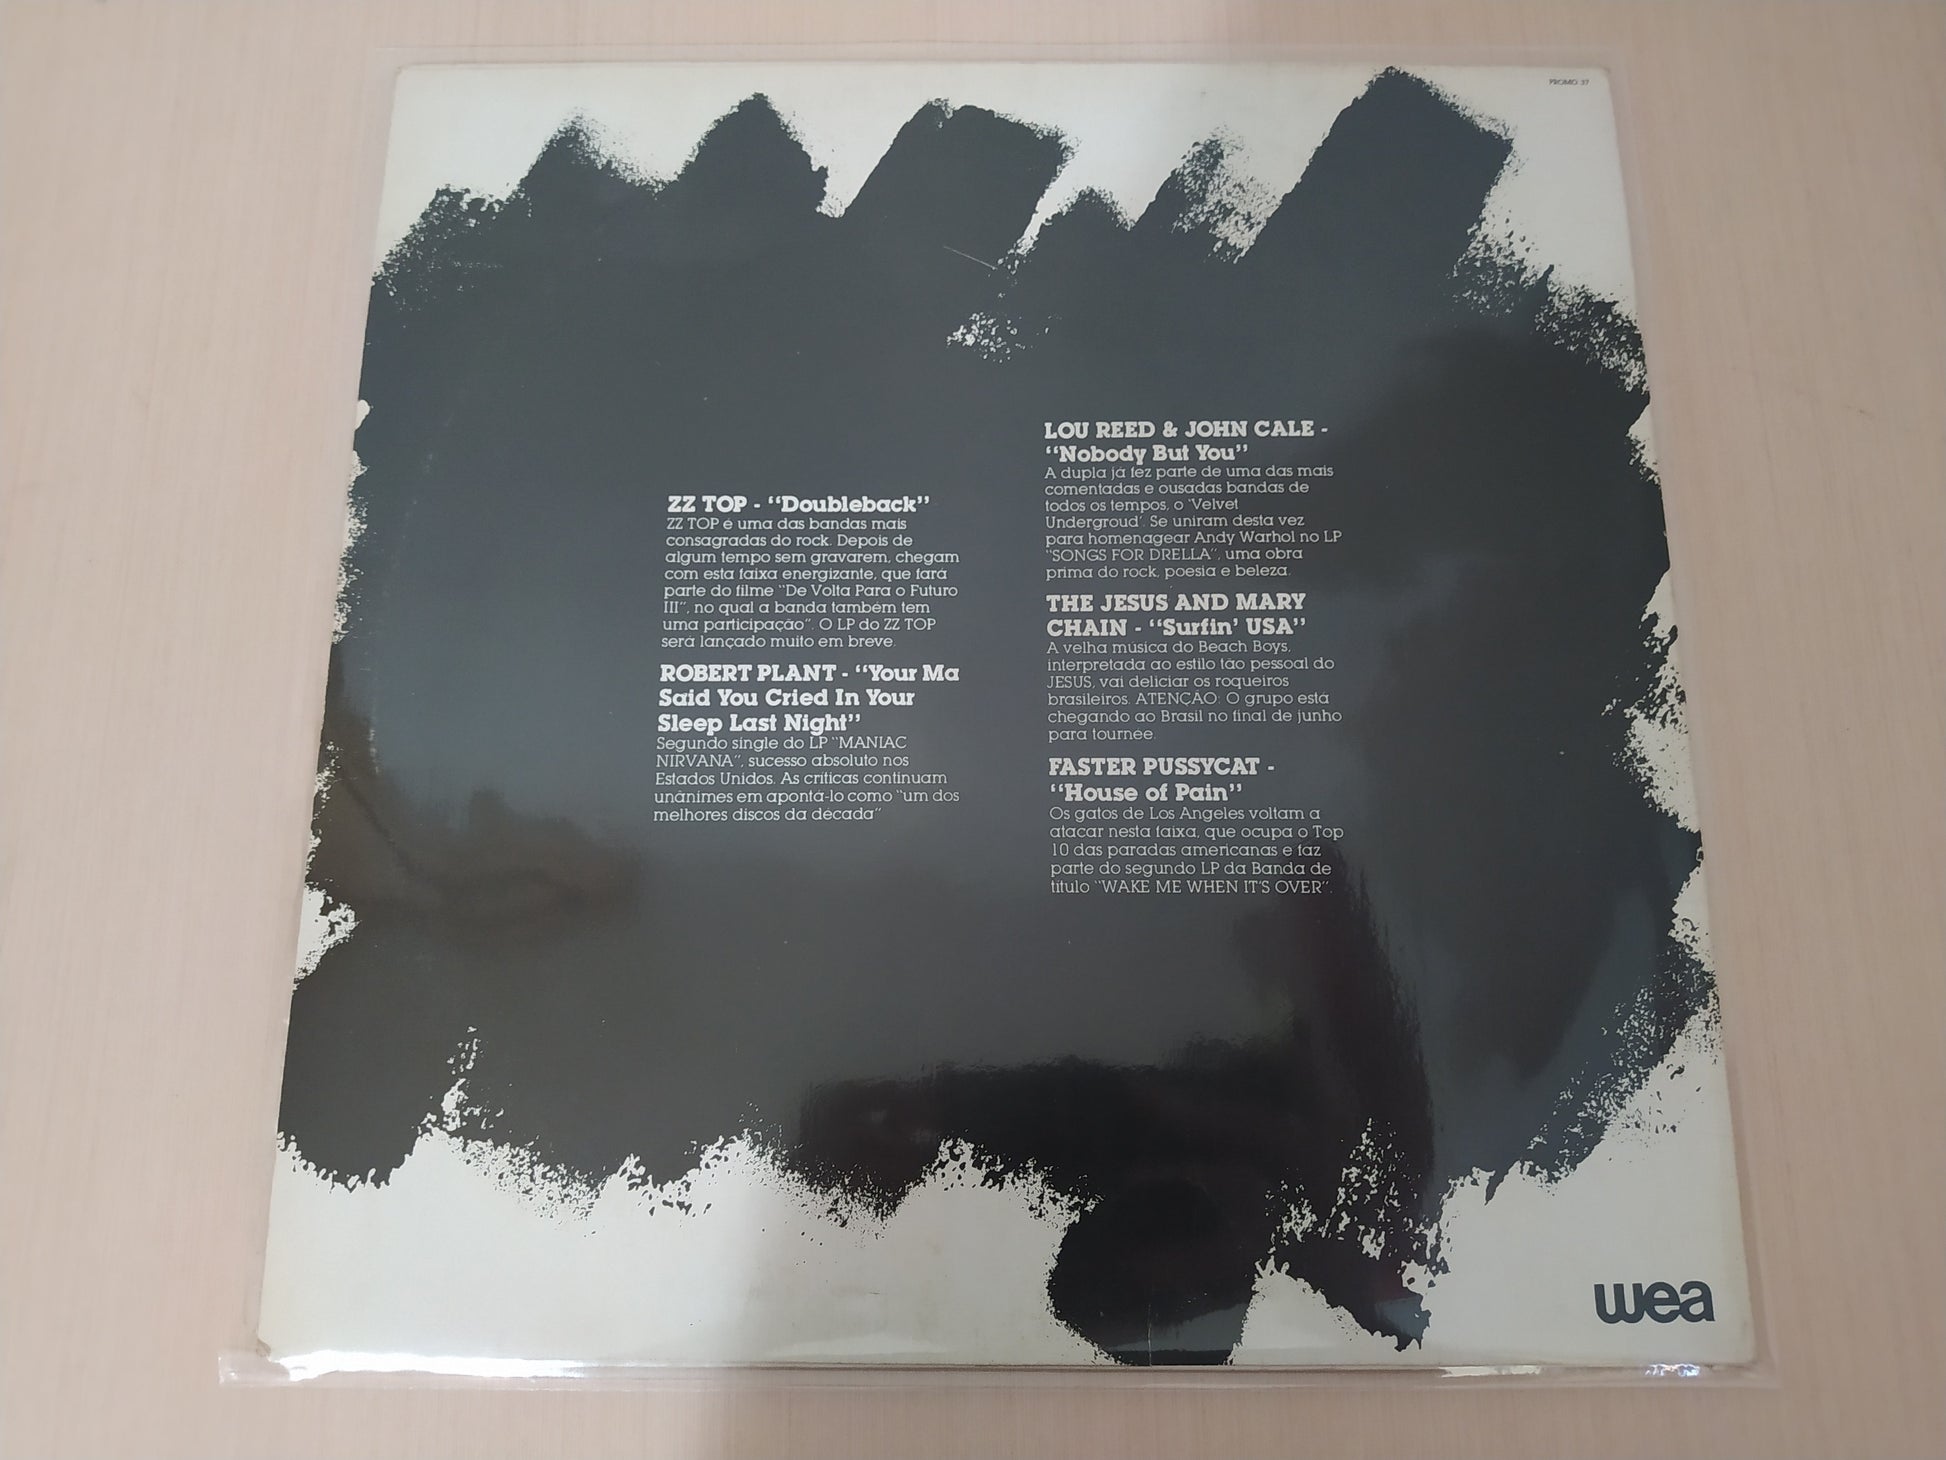 PROMO 37
ZZ TOP - “Doubleback”
ZZ TOP é uma das bandas mais
consagradas do rock. Depois de
algum tempo sem gravarem, chegam
com esta faixa energizante, que fará
parte do filme “De Volta Para o Futuro
III”, no qual a banda também tem
uma participação”. O LP do ZZ TOP
será lançado muito em breve.
ROBERT PLANT - “Your Ma
Said You Cried In Your
Sleep Last Night”
Segundo single do LP “MANIAC
NIRVANA”, sucesso absoluto nos
Estados Unidos. As críticas continuam
unânimes em apontá-lo como “um dos
melhores discos da década”
LOU REED & JOHN CALE -
“Nobody But You”
A dupla já fez parte de uma das mais
comentadas e ousadas bandas de
todos os tempos, o ‘Velvet
Undergroud’. Se uniram desta vez
para homenagear Andy Warhol no LP
“SONGS FOR DRELLA”, uma obra
prima do rock, poesia e beleza.
THE JESUS AND MARY
CHAIN - “Surfin’ USA”
A velha música do Beach Boys,
interpretada ao estilo tão pessoal do
JESUS, vai deliciar os roqueiros
brasileiros. ATENÇÃO: O grupo está
chegando ao Brasil no final de junho
para tournée.
FASTER PUSSYCAT -
“House of Pain”
Os gatos de Los Angeles voltam a
atacar nesta faixa, que ocupa o Top
10 das paradas americanas e faz
parte do segundo LP da Banda de
título “WAKE ME WHEN IT'S OVER”.
wea